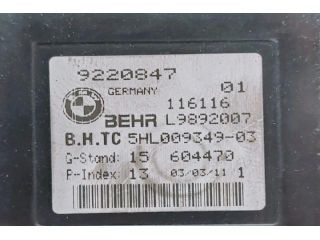 9220847
GERMANY 01
116116
BEHR L9892007
B.H.TC 5HL009349-03
G-Stand: 15 604470
P-Index: 13 03/03/11 1